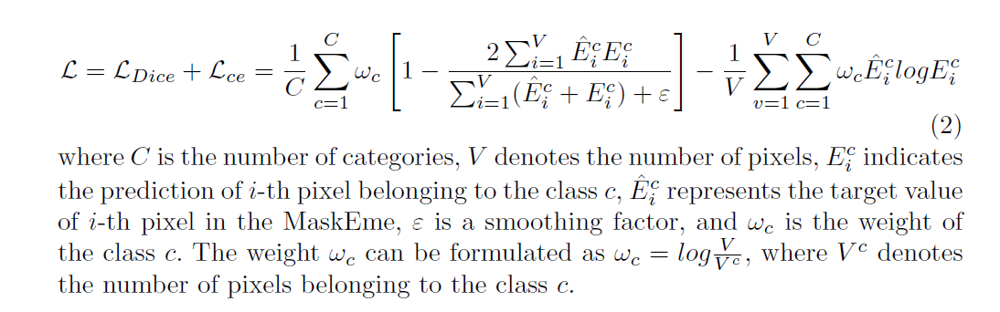 $\mathcal{L} = \mathcal{L}_{Dice} + \mathcal{L}_{ce} = \frac{1}{C} \sum_{c=1}^{C} \omega_c \left[ 1 - \frac{2 \sum_{i=1}^{V} \hat{E}_i^c E_i^c}{\sum_{i=1}^{V} (\hat{E}_i^c + E_i^c) + \varepsilon} \right] - \frac{1}{V} \sum_{v=1}^{V} \sum_{c=1}^{C} \omega_c \hat{E}_i^c log E_i^c$
(2)
where $C$ is the number of categories, $V$ denotes the number of pixels, $E_i^c$ indicates
the prediction of $i$-th pixel belonging to the class $c$, $\hat{E}_i^c$ represents the target value
of $i$-th pixel in the MaskEme, $\varepsilon$ is a smoothing factor, and $\omega_c$ is the weight of
the class $c$. The weight $\omega_c$ can be formulated as $\omega_c = log \frac{V}{V^c}$, where $V^c$ denotes
the number of pixels belonging to the class $c$.